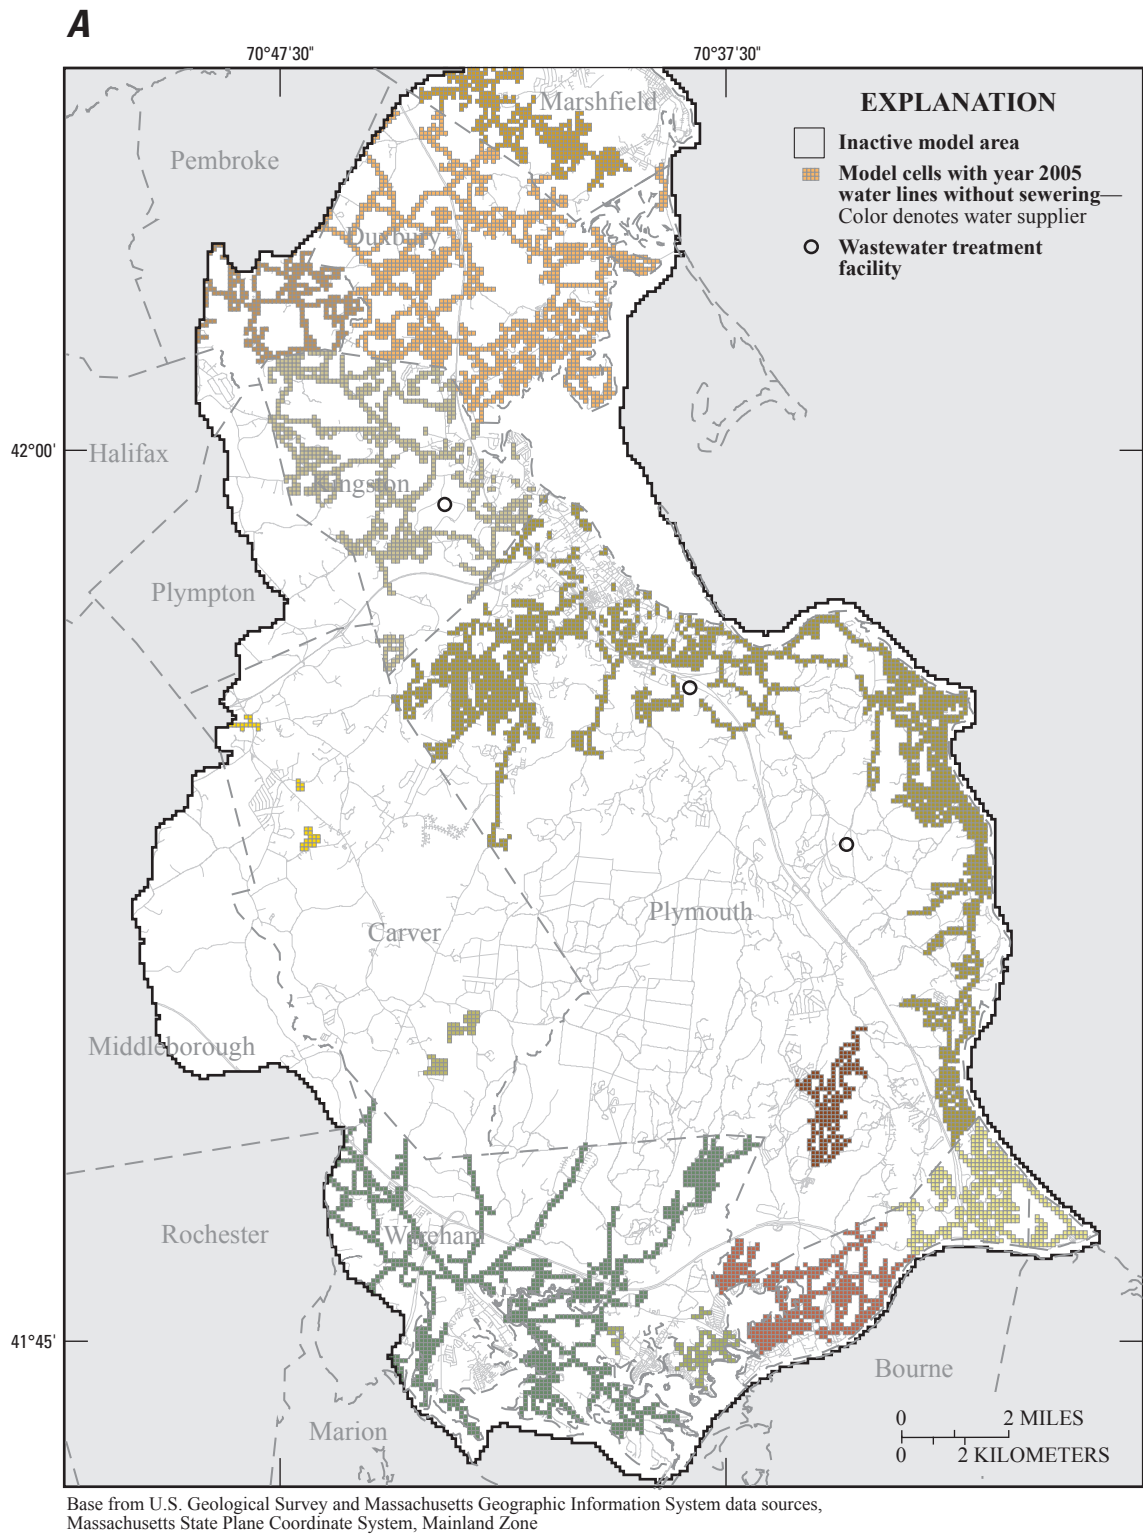 A
70°47'30"
70°37'30"
EXPLANATION
Inactive model area
Model cells with year 2005
water lines without sewering—
Color denotes water supplier
Wastewater treatment
facility
Marshfield
Pembroke
Duxbury
42°00'
Halifax
Kingston
Plympton
Plymouth
Carver
Middleborough
Rochester
Wareham
41°45'
Bourne
Marion
0 2 MILES
0 2 KILOMETERS
Base from U.S. Geological Survey and Massachusetts Geographic Information System data sources,
Massachusetts State Plane Coordinate System, Mainland Zone